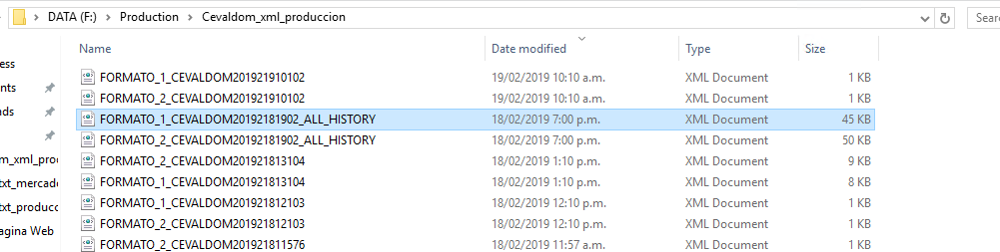 DATA (F:) > Production > Cevaldom_xml_produccion Sear
Name Date modified Type Size
ess
nts
ads
om_xml_pro
txt_mercad
txt_producc
agina Web
FORMATO_1_CEVALDOM201921910102 19/02/2019 10:10 a.m. XML Document 1 KB
FORMATO_2_CEVALDOM201921910102 19/02/2019 10:10 a.m. XML Document 1 KB
FORMATO_1_CEVALDOM20192181902_ALL_HISTORY 18/02/2019 7:00 p.m. XML Document 45 KB
FORMATO_2_CEVALDOM20192181902_ALL_HISTORY 18/02/2019 7:00 p.m. XML Document 50 KB
FORMATO_2_CEVALDOM201921813104 18/02/2019 1:10 p.m. XML Document 9 KB
FORMATO_1_CEVALDOM201921813104 18/02/2019 1:10 p.m. XML Document 8 KB
FORMATO_1_CEVALDOM201921812103 18/02/2019 12:10 p.m. XML Document 1 KB
FORMATO_2_CEVALDOM201921812103 18/02/2019 12:10 p.m. XML Document 1 KB
FORMATO_2_CEVALDOM201921811576 18/02/2019 11:57 a.m. XML Document 1 KB